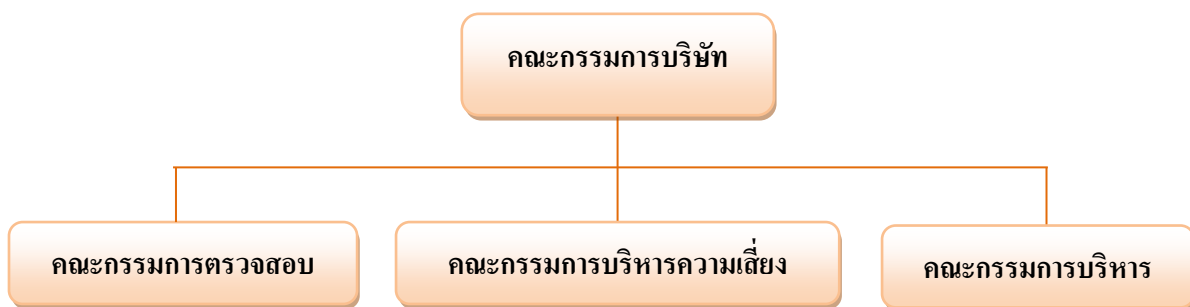 คณะกรรมการบริษัท
คณะกรรมการตรวจสอบ
คณะกรรมการบริหารความเสี่ยง
คณะกรรมการบริหาร